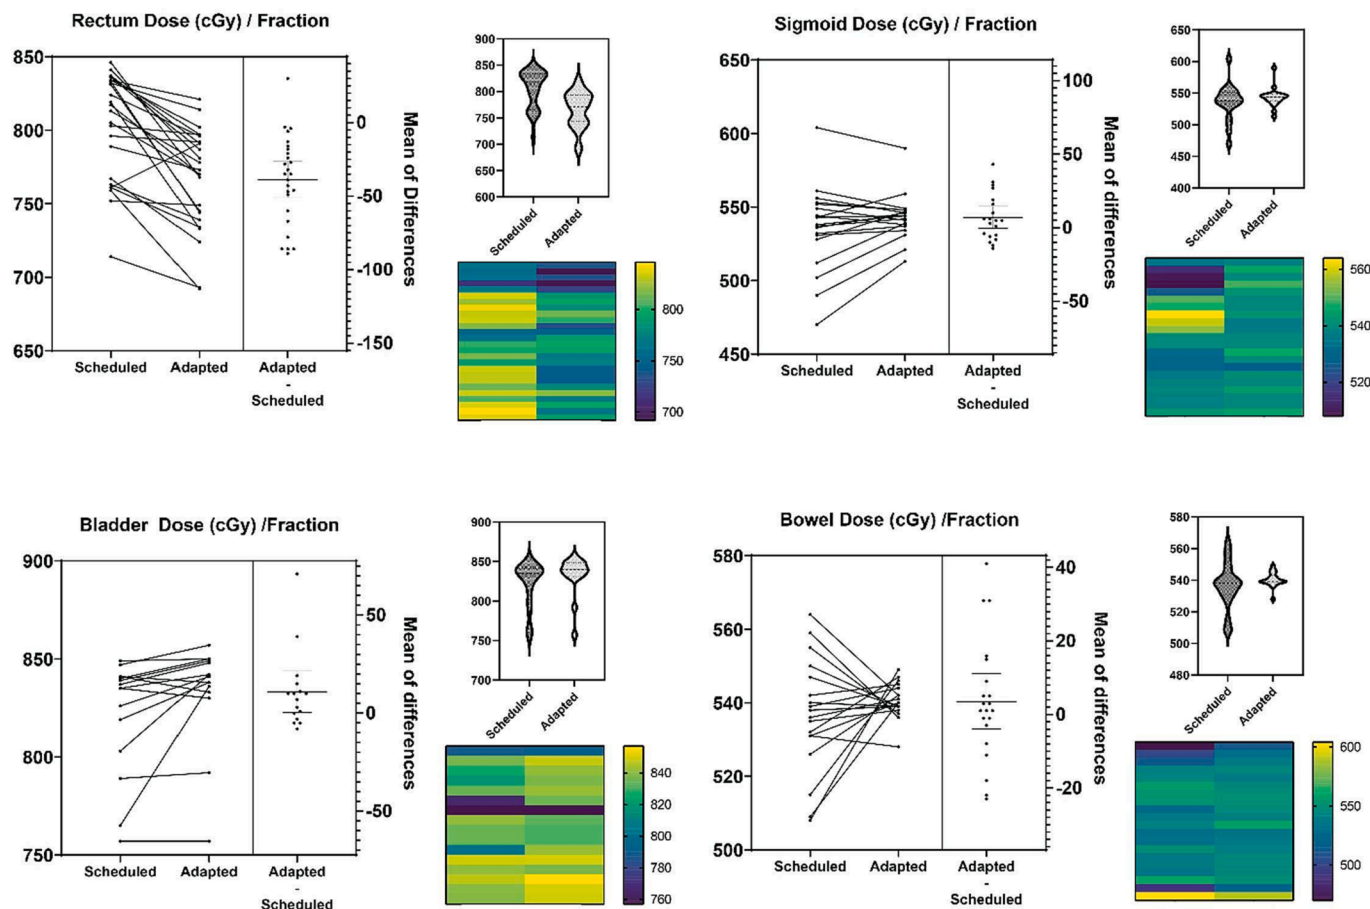 Rectum Dose (cGy) / Fraction
850
800
750
700
650
0
-50
-100
-150
Mean of Differences
Scheduled
Adapted
Adapted
-
Scheduled
900
850
800
750
700
600
Scheduled
Adapted
800
750
700
Sigmoid Dose (cGy) / Fraction
650
600
550
500
450
100
50
0
-50
Mean of differences
Scheduled
Adapted
Adapted
-
Scheduled
650
600
550
500
450
400
Scheduled
Adapted
560
540
520
Bladder Dose (cGy) /Fraction
900
850
800
750
50
0
-50
Mean of differences
Scheduled
Adapted
Adapted
-
Scheduled
900
850
800
750
700
Scheduled
Adapted
840
820
800
780
760
Bowel Dose (cGy) /Fraction
580
560
540
520
500
40
20
0
-20
Mean of differences
Scheduled
Adapted
Adapted
-
Scheduled
580
560
540
520
500
480
Scheduled
Adapted
600
550
500